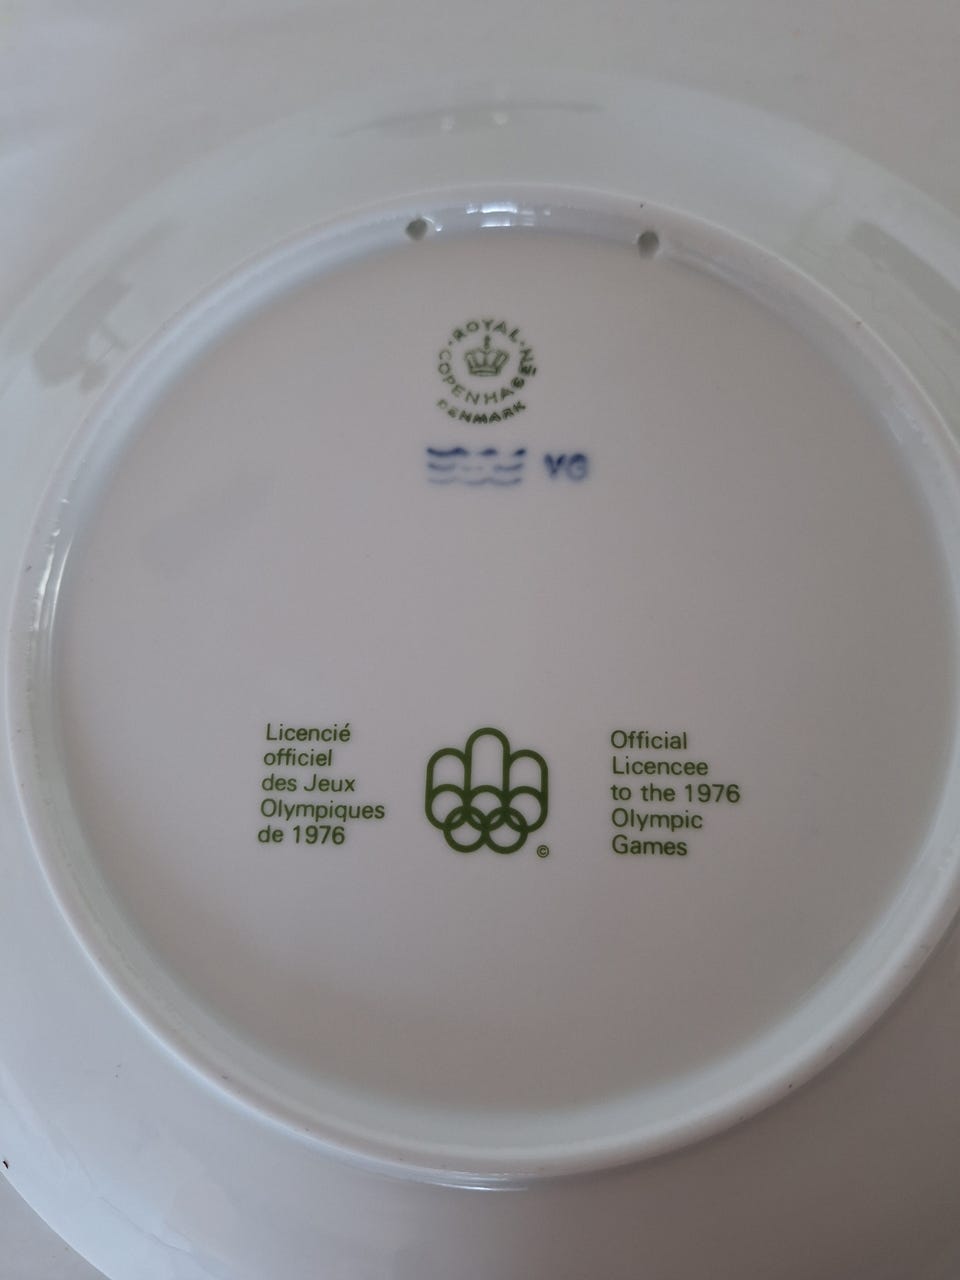 ROYAL COPENHAGEN
DENMARK
VG
Licencié
officiel
des Jeux
Olympiques
de 1976
©
Official
Licencee
to the 1976
Olympic
Games